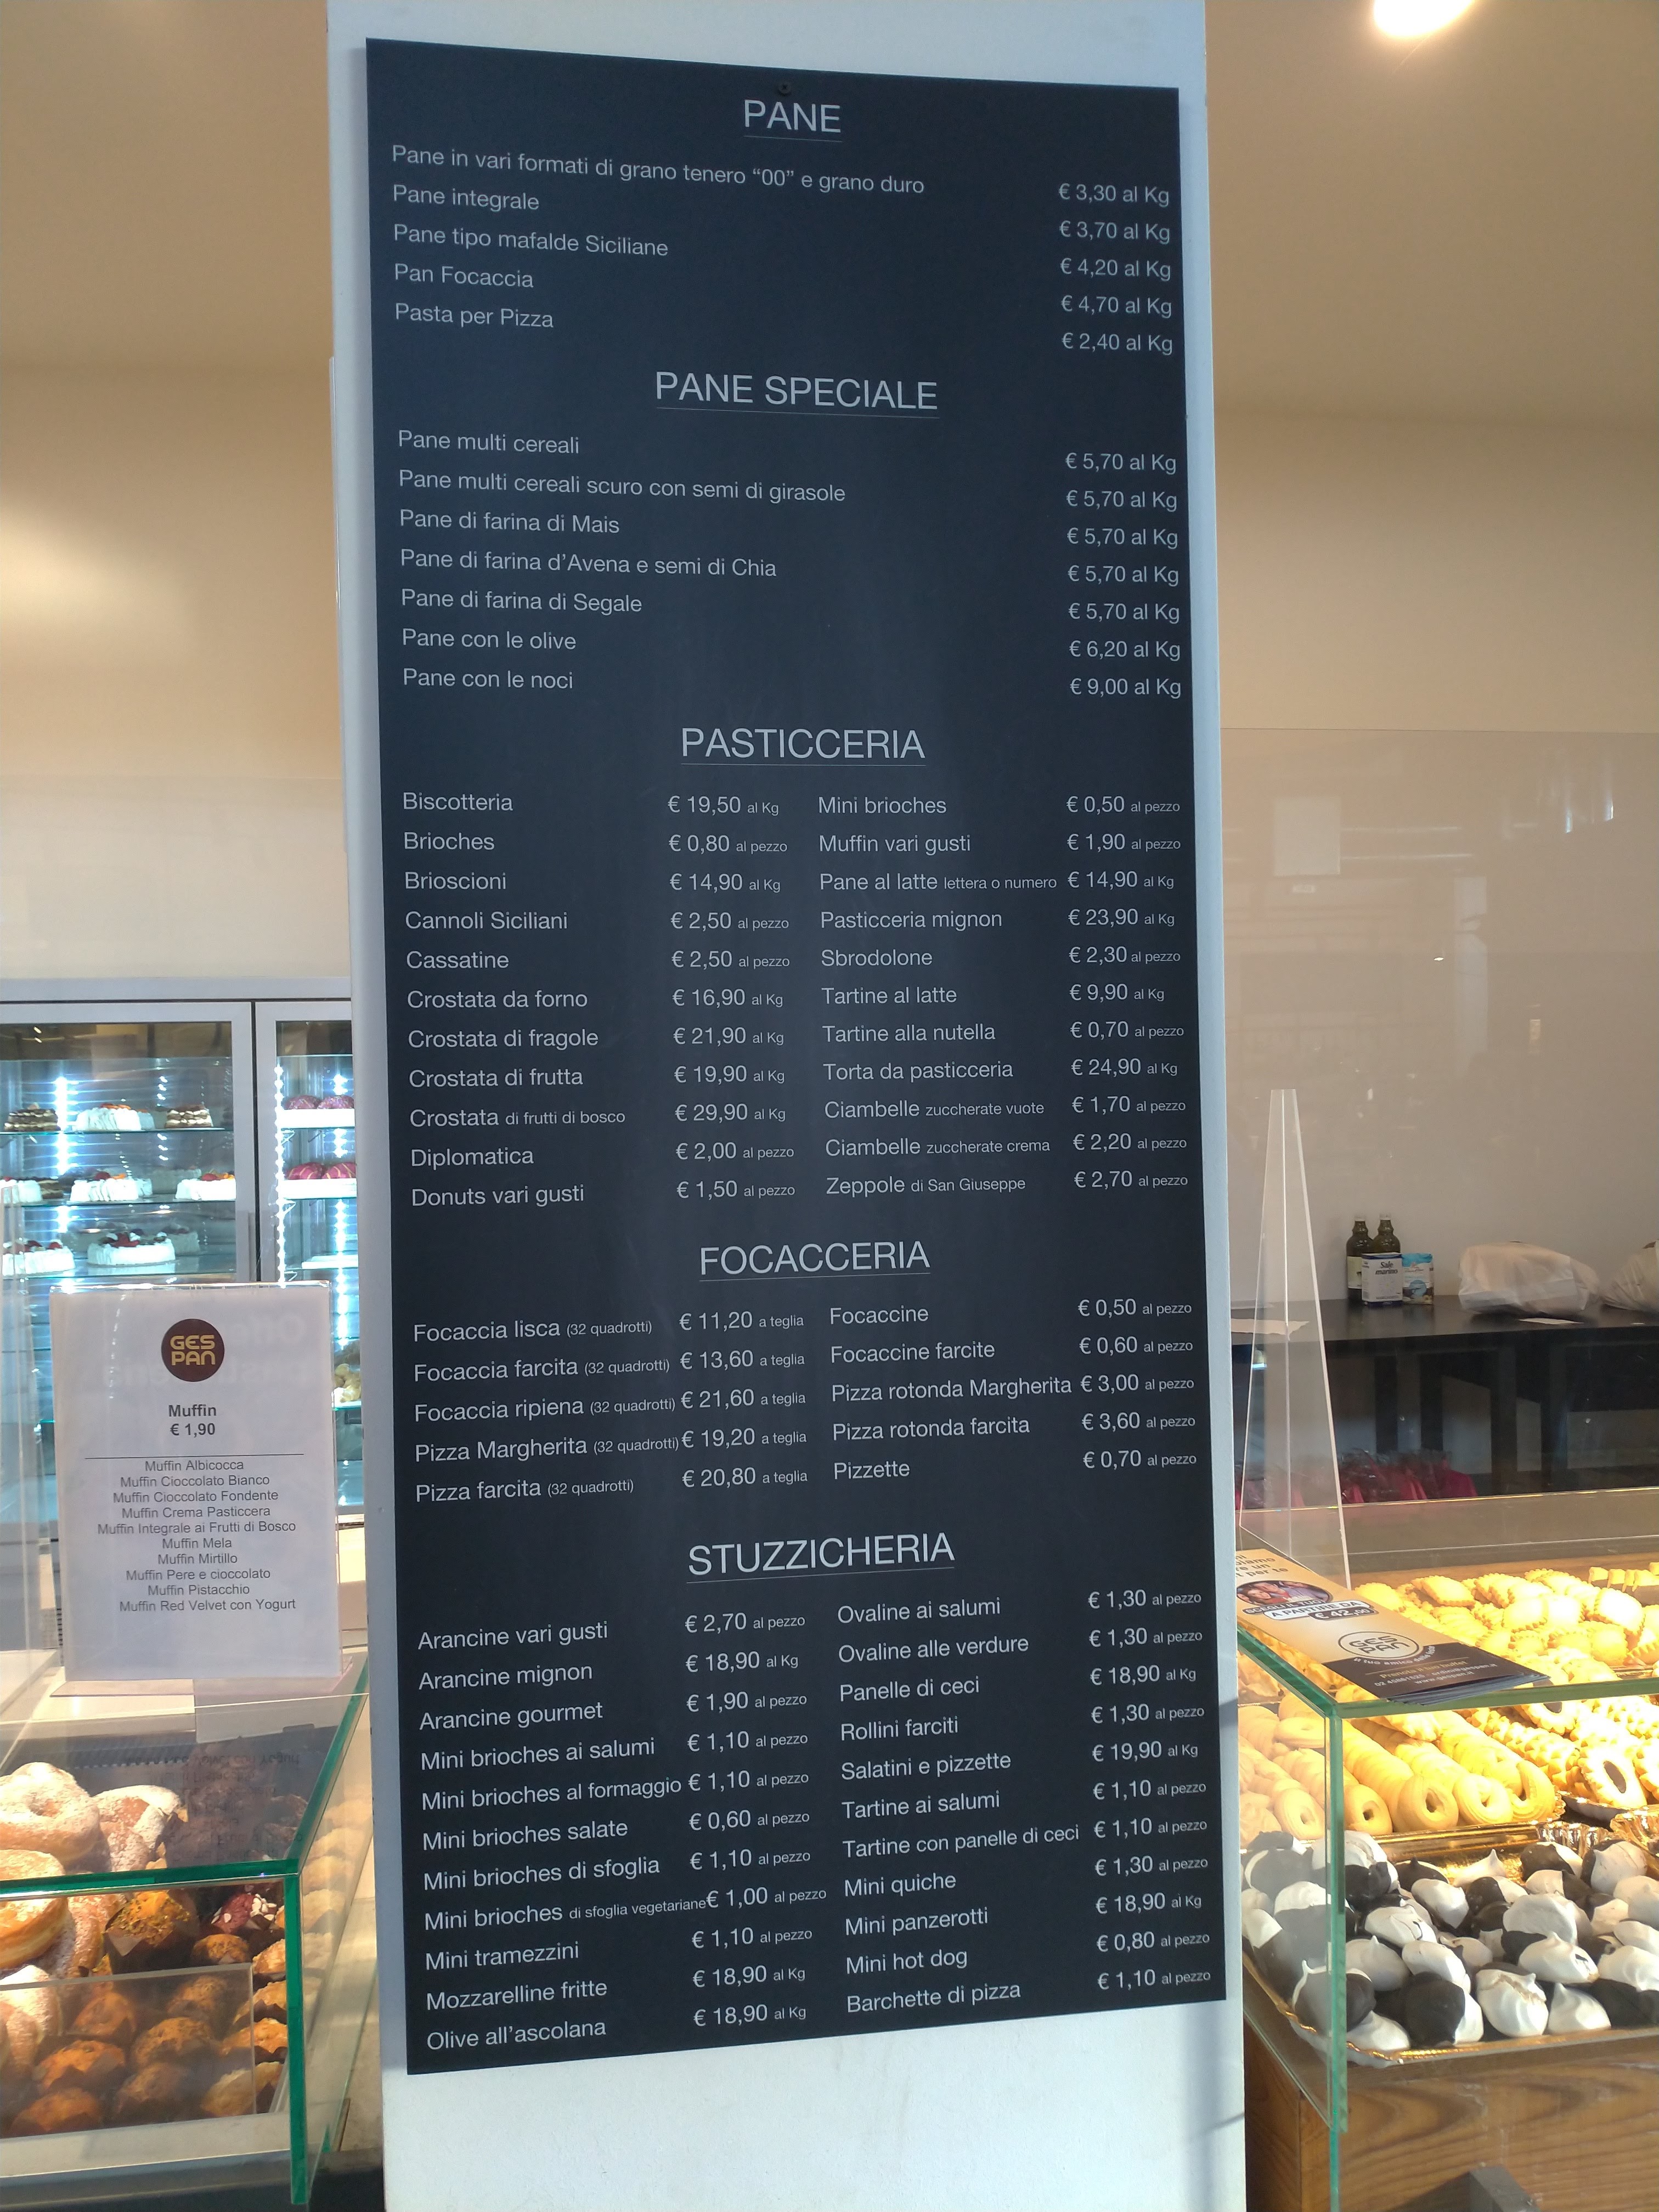 PANE
Pane in vari formati di grano tenero “00” e grano duro € 3,30 al Kg
Pane integrale € 3,70 al Kg
Pane tipo mafalde Siciliane € 4,20 al Kg
Pan Focaccia € 4,70 al Kg
Pasta per Pizza € 2,40 al Kg
PANE SPECIALE
Pane multi cereali € 5,70 al Kg
Pane multi cereali scuro con semi di girasole € 5,70 al Kg
Pane di farina di Mais € 5,70 al Kg
Pane di farina d’Avena e semi di Chia € 5,70 al Kg
Pane di farina di Segale € 5,70 al Kg
Pane con le olive € 6,20 al Kg
Pane con le noci € 9,00 al Kg
PASTICCERIA
Biscotteria € 19,50 al Kg
Brioches € 0,80 al pezzo
Brioscioni € 14,90 al Kg
Cannoli Siciliani € 2,50 al pezzo
Cassatine € 2,50 al pezzo
Crostata da forno € 16,90 al Kg
Crostata di fragole € 21,90 al Kg
Crostata di frutta € 19,90 al Kg
Crostata di frutti di bosco € 29,90 al Kg
Diplomatica € 2,00 al pezzo
Donuts vari gusti € 1,50 al pezzo
Mini brioches € 0,50 al pezzo
Muffin vari gusti € 1,90 al pezzo
Pane al latte lettera o numero € 14,90 al Kg
Pasticceria mignon € 23,90 al Kg
Sbrodolone € 2,30 al pezzo
Tartine al latte € 9,90 al Kg
Tartine alla nutella € 0,70 al pezzo
Torta da pasticceria € 24,90 al Kg
Ciambelle zuccherate vuote € 1,70 al pezzo
Ciambelle zuccherate crema € 2,20 al pezzo
Zeppole di San Giuseppe € 2,70 al pezzo
FOCACCERIA
Focaccia lisca (32 quadrotti) € 11,20 a teglia
Focaccia farcita (32 quadrotti) € 13,60 a teglia
Focaccia ripiena (32 quadrotti) € 21,60 a teglia
Pizza Margherita (32 quadrotti) € 19,20 a teglia
Pizza farcita (32 quadrotti) € 20,80 a teglia
Focaccine € 0,50 al pezzo
Focaccine farcite € 0,60 al pezzo
Pizza rotonda Margherita € 3,00 al pezzo
Pizza rotonda farcita € 3,60 al pezzo
Pizzette € 0,70 al pezzo
STUZZICHERIA
Arancine vari gusti € 2,70 al pezzo
Arancine mignon € 18,90 al Kg
Arancine gourmet € 1,90 al pezzo
Mini brioches ai salumi € 1,10 al pezzo
Mini brioches al formaggio € 1,10 al pezzo
Mini brioches salate € 0,60 al pezzo
Mini brioches di sfoglia € 1,10 al pezzo
Mini brioches di sfoglia vegetariane € 1,00 al pezzo
Mini tramezzini € 1,10 al pezzo
Mozzarelline fritte € 18,90 al Kg
Olive all’ascolana € 18,90 al Kg
Ovaline ai salumi € 1,30 al pezzo
Ovaline alle verdure € 1,30 al pezzo
Panelle di ceci € 18,90 al Kg
Rollini farciti € 1,30 al pezzo
Salatini e pizzette € 19,90 al Kg
Tartine ai salumi € 1,10 al pezzo
Tartine con panelle di ceci € 1,10 al pezzo
Mini quiche € 1,30 al pezzo
Mini panzerotti € 18,90 al Kg
Mini hot dog € 0,80 al pezzo
Barchette di pizza € 1,10 al pezzo
GES
PAN
Muffin
€ 1,90
Muffin Albicocca
Muffin Cioccolato Bianco
Muffin Cioccolato Fondente
Muffin Crema Pasticcera
Muffin Integrale ai Frutti di Bosco
Muffin Mela
Muffin Mirtillo
Muffin Pere e cioccolato
Muffin Pistacchio
Muffin Red Velvet con Yogurt
Sale
marino
per te
A PARTIRE DA
€ 42,00
GES
PAN